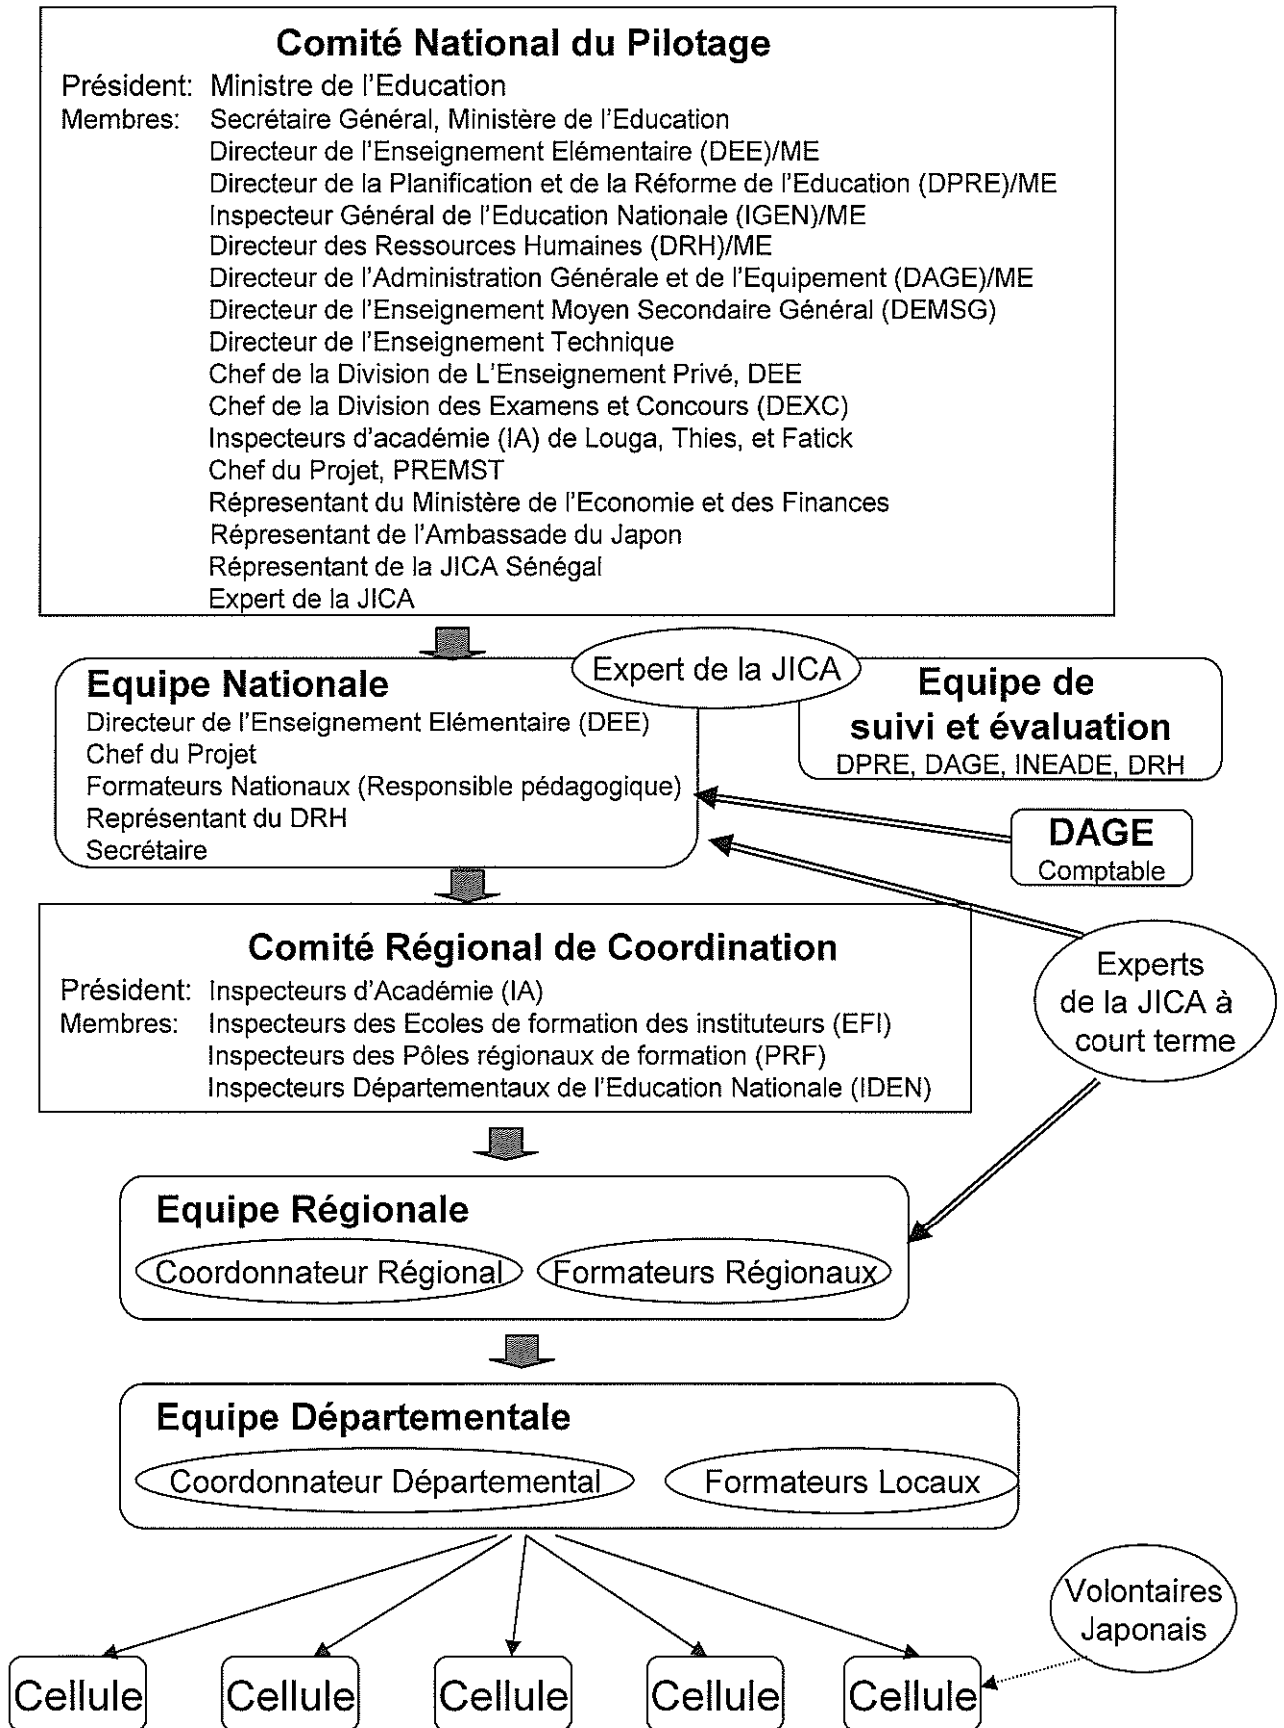 Comité National du Pilotage
Président: Ministre de l'Education
Membres: Secrétaire Général, Ministère de l'Education
Directeur de l'Enseignement Elémentaire (DEE)/ME
Directeur de la Planification et de la Réforme de l'Education (DPRE)/ME
Inspecteur Général de l'Education Nationale (IGEN)/ME
Directeur des Ressources Humaines (DRH)/ME
Directeur de l'Administration Générale et de l'Equipement (DAGE)/ME
Directeur de l'Enseignement Moyen Secondaire Général (DEMSG)
Directeur de l'Enseignement Technique
Chef de la Division de L'Enseignement Privé, DEE
Chef de la Division des Examens et Concours (DEXC)
Inspecteurs d'académie (IA) de Louga, Thies, et Fatick
Chef du Projet, PREMST
Répresentant du Ministère de l'Economie et des Finances
Répresentant de l'Ambassade du Japon
Répresentant de la JICA Sénégal
Expert de la JICA
Equipe Nationale
Directeur de l'Enseignement Elémentaire (DEE)
Chef du Projet
Formateurs Nationaux (Responsible pédagogique)
Représentant du DRH
Secrétaire
Expert de la JICA
Equipe de
suivi et évaluation
DPRE, DAGE, INEADE, DRH
DAGE
Comptable
Comité Régional de Coordination
Président: Inspecteurs d'Académie (IA)
Membres: Inspecteurs des Ecoles de formation des instituteurs (EFI)
Inspecteurs des Pôles régionaux de formation (PRF)
Inspecteurs Départementaux de l'Education Nationale (IDEN)
Experts
de la JICA à
court terme
Equipe Régionale
Coordonnateur Régional Formateurs Régionaux
Equipe Départementale
Coordonnateur Départemental Formateurs Locaux
Volontaires
Japonais
Cellule Cellule Cellule Cellule Cellule